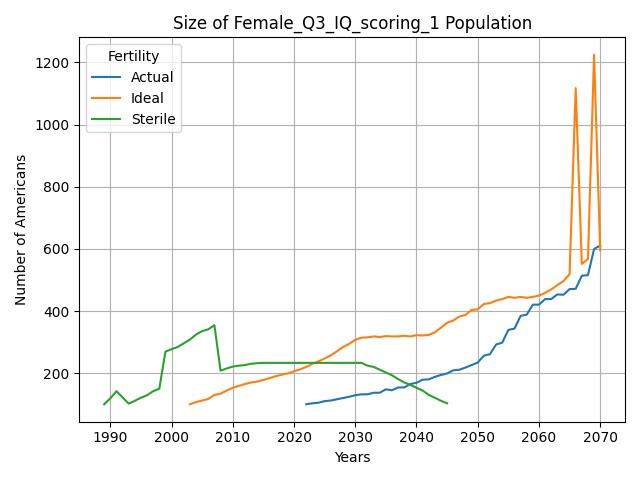 Size of Female_Q3_IQ_scoring_1 Population
Fertility
Actual
Ideal
Sterile
Number of Americans
1200
1000
800
600
400
200
1990 2000 2010 2020 2030 2040 2050 2060 2070
Years